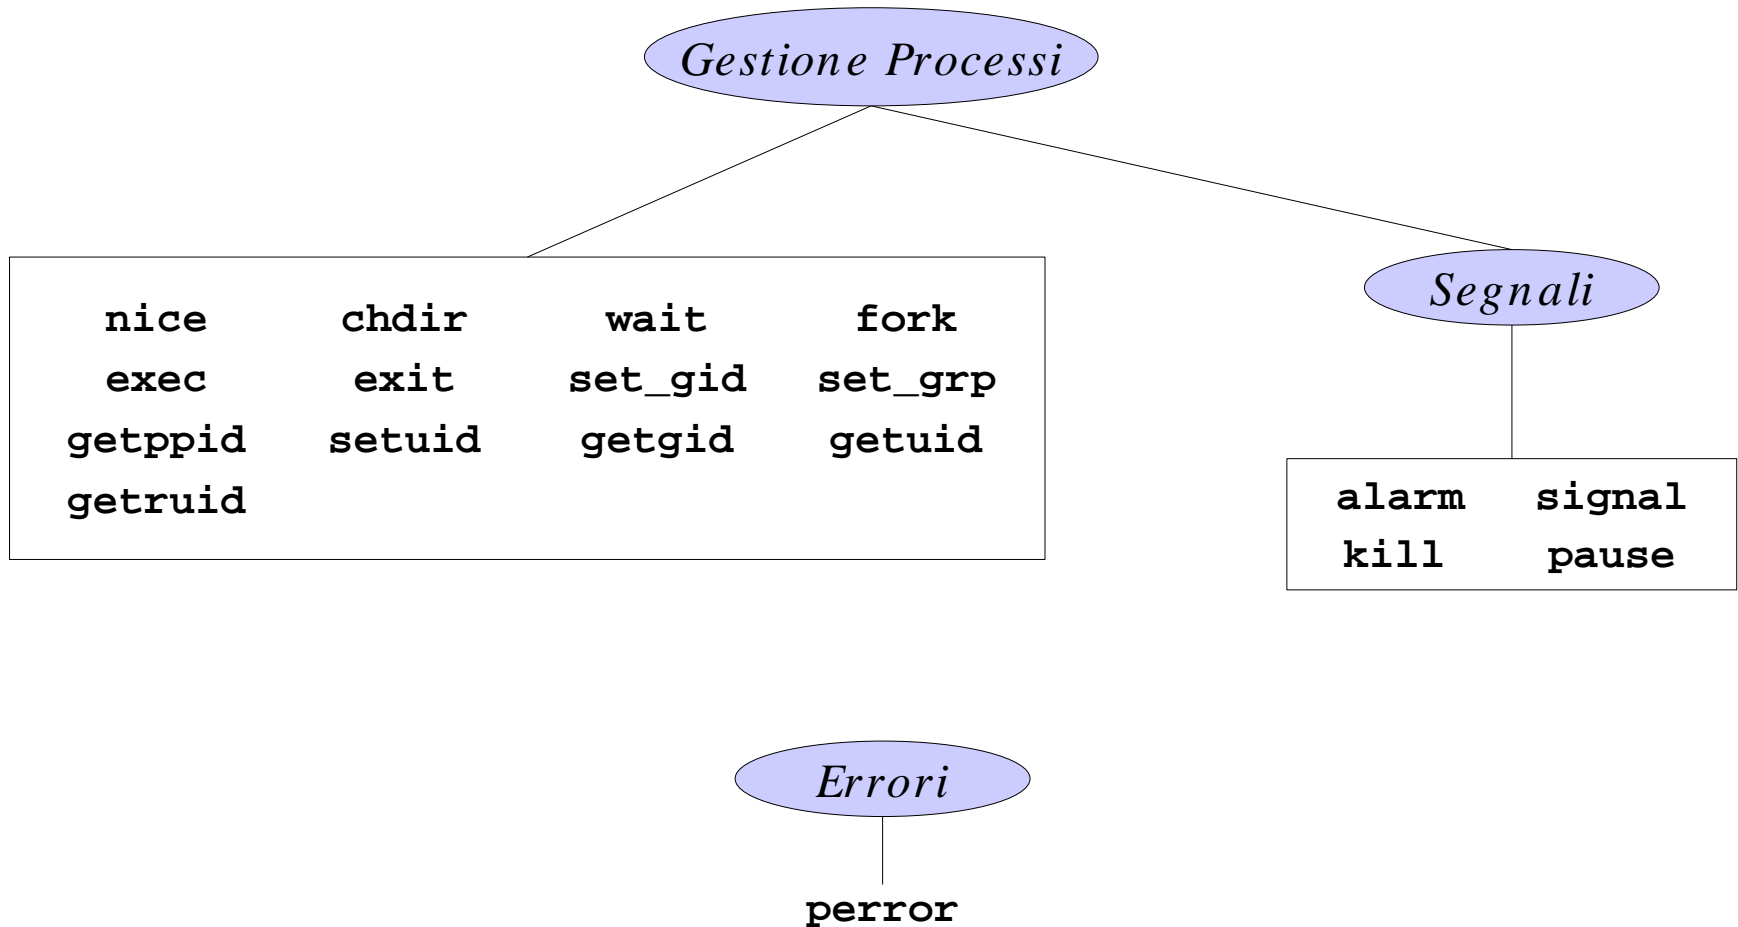 Gestione Processi
nice chdir wait fork
exec exit set_gid set_grp
getppid setuid getgid getuid
getruid
Segnali
alarm signal
kill pause
Errori
perror